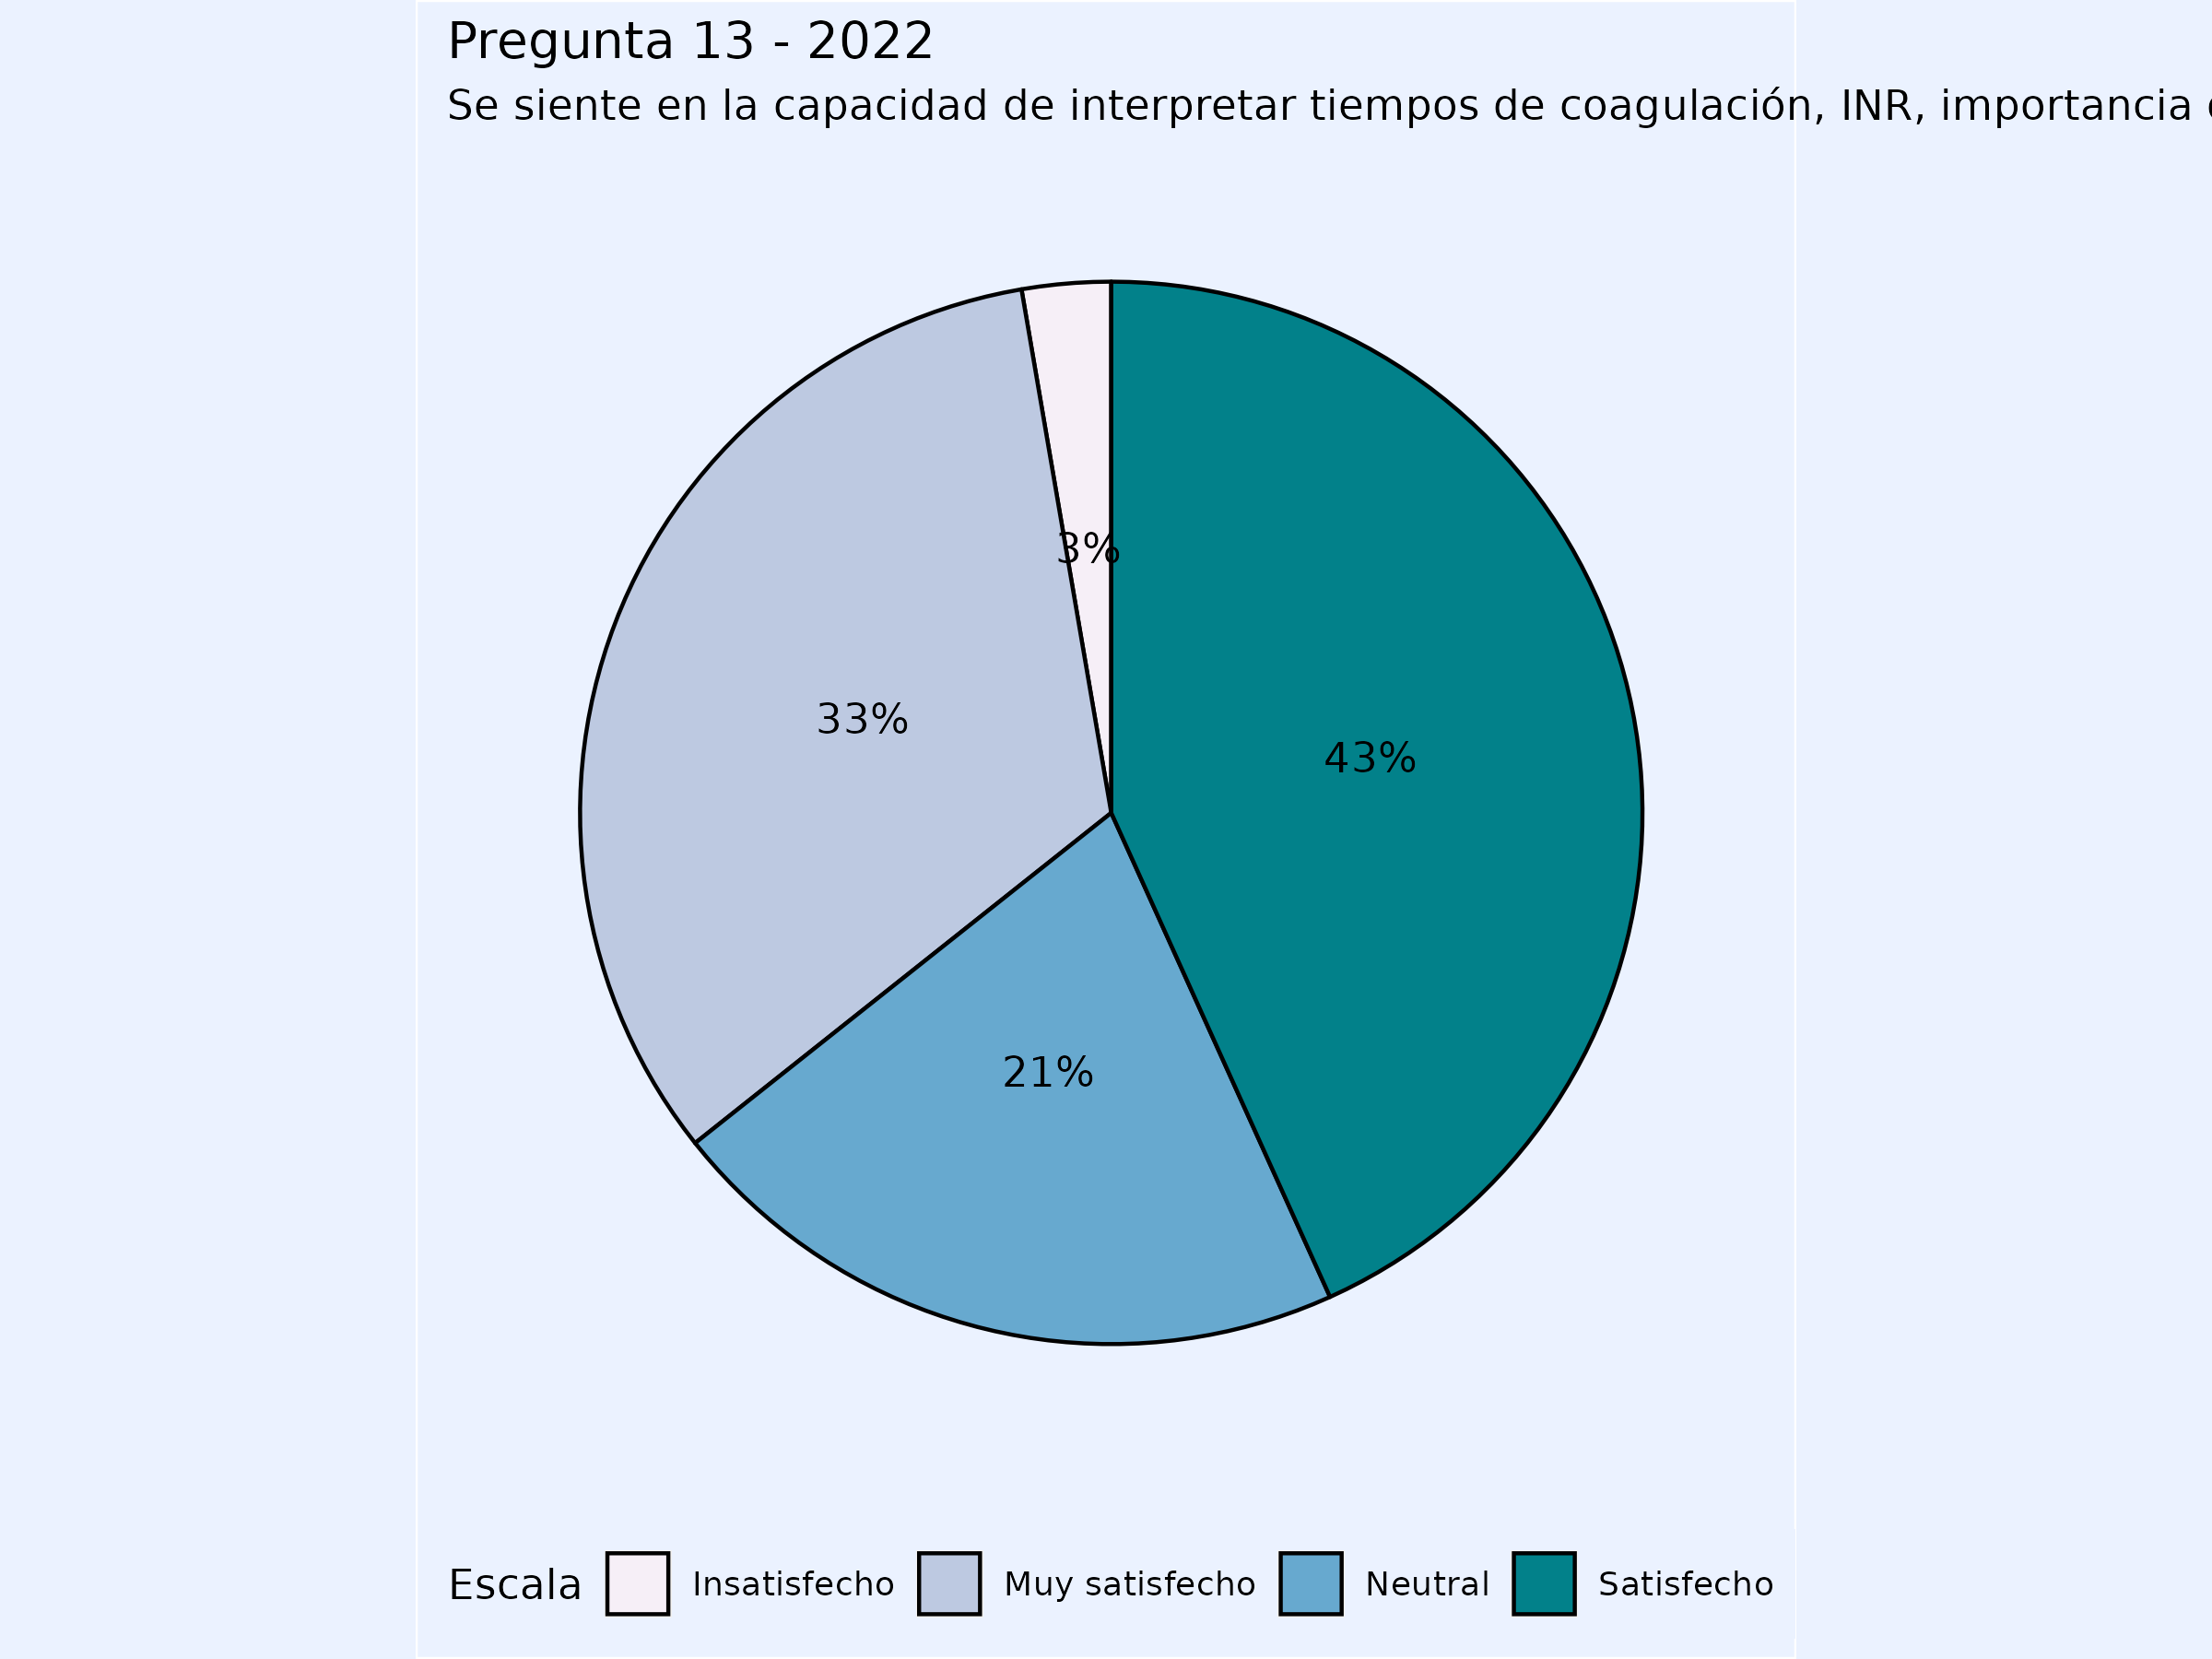 Pregunta 13 - 2022
Se siente en la capacidad de interpretar tiempos de coagulación, INR, importancia
3%
33%
43%
21%
Escala
Insatisfecho
Muy satisfecho
Neutral
Satisfecho